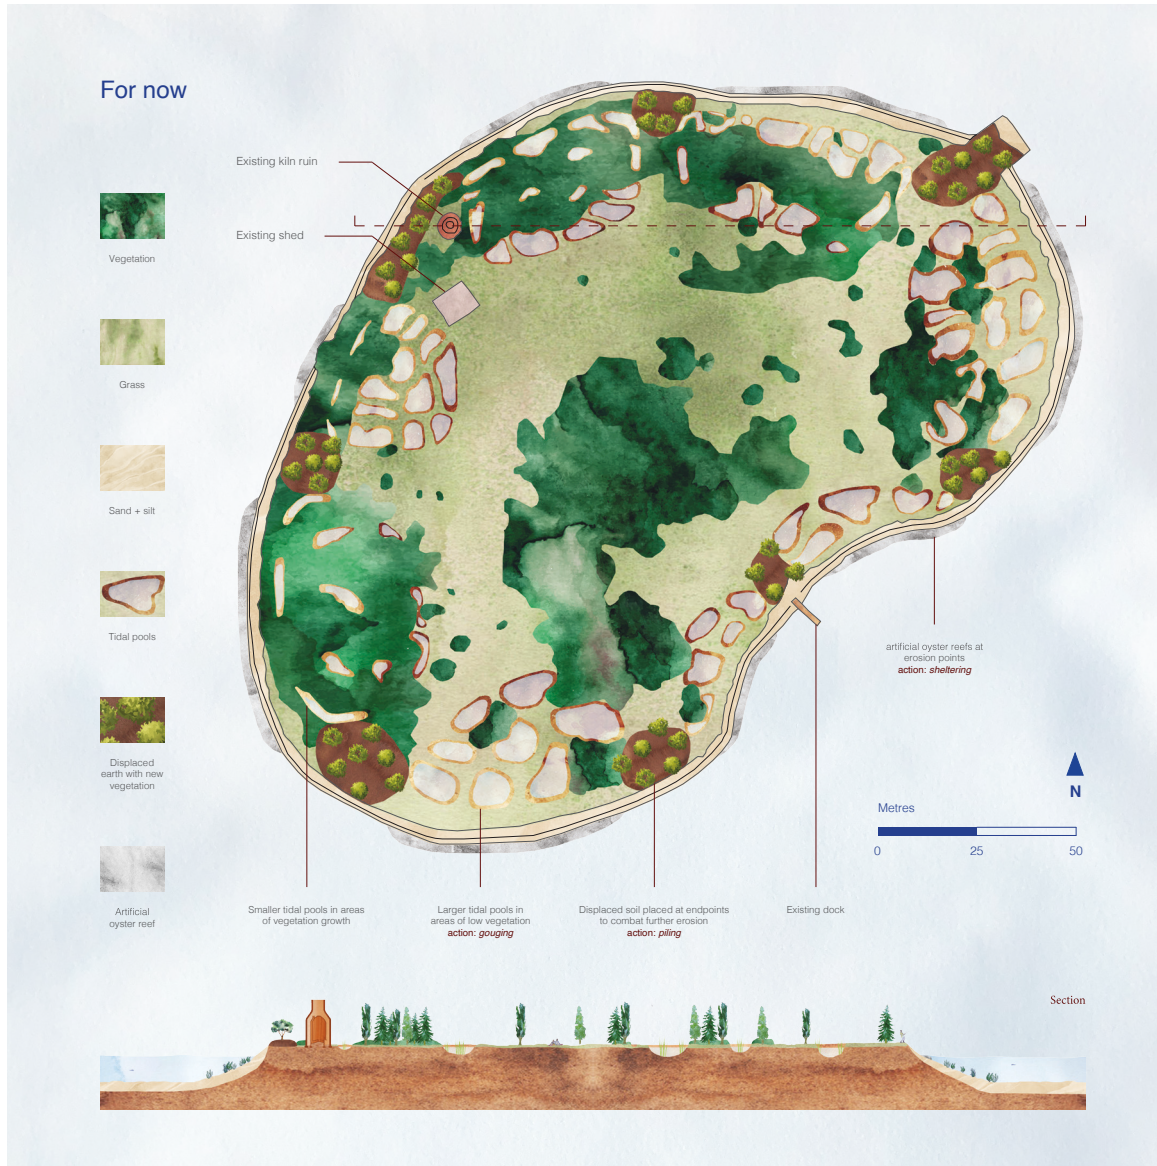 For now
Existing kiln ruin
Existing shed
Vegetation
Grass
Sand + silt
Tidal pools
Displaced
earth with new
vegetation
Artificial
oyster reef
artificial oyster reefs at
erosion points
action: sheltering
N
Metres
0 25 50
Smaller tidal pools in areas
of vegetation growth
Larger tidal pools in
areas of low vegetation
action: gouging
Displaced soil placed at endpoints
to combat further erosion
action: piling
Existing dock
Section